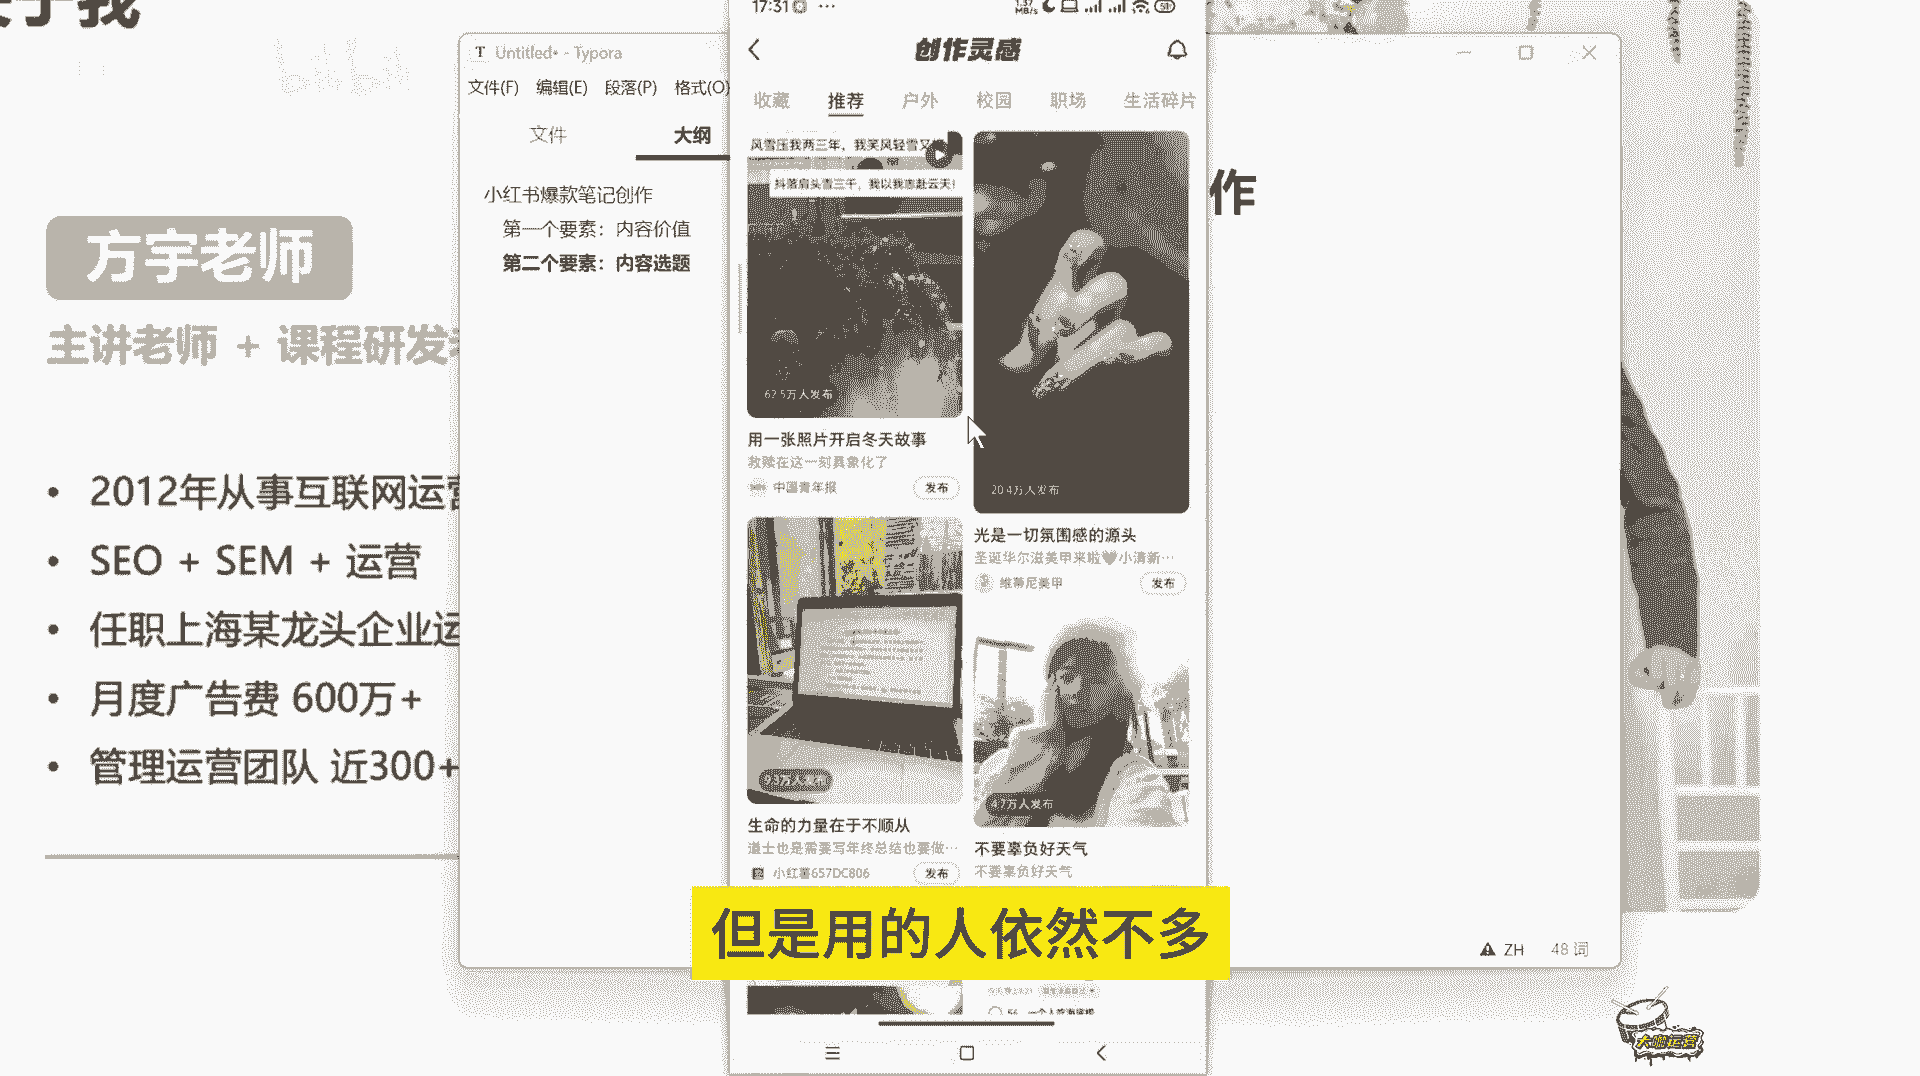 关于我
方宇老师
主讲老师 + 课程研发
• 2012年从事互联网运营
• SEO + SEM + 运营
• 任职上海某龙头企业运
• 月度广告费 600万+
• 管理运营团队 近300+
Untitled• - Typora
文件(F) 编辑(E) 段落(P) 格式(O)
文件 大纲
小红书爆款笔记创作
第一个要素：内容价值
第二个要素：内容选题
作
ZH 48 词
17:31
创作灵感
收藏 推荐 户外 校园 职场 生活碎片
风雪压我两三年，我笑风轻雪又
抖落肩头雪三千，我以我志赴云天！
62.5万人发布
用一张照片开启冬天故事
救赎在这一刻具象化了
中国青年报 发布
20.4万人发布
光是一切氛围感的源头
圣诞华尔滋美甲来啦🤎小清新…
维蒂尼美甲 发布
9.3万人发布
生命的力量在于不顺从
道士也是需要写年终总结也要做…
小红薯657DC806 发布
4.7万人发布
不要辜负好天气
不要辜负好天气
但是用的人依然不多
大咖运营